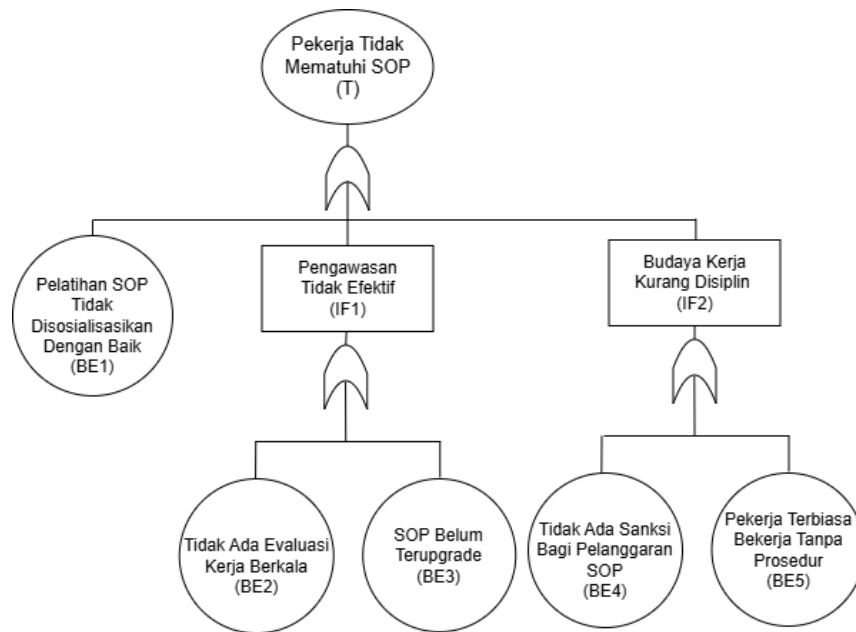 Pekerja Tidak
Mematuhi SOP
(T)
Pelatihan SOP
Tidak
Disosialisasikan
Dengan Baik
(BE1)
Pengawasan
Tidak Efektif
(IF1)
Budaya Kerja
Kurang Disiplin
(IF2)
Tidak Ada Evaluasi
Kerja Berkala
(BE2)
SOP Belum
Terupgrade
(BE3)
Tidak Ada Sanksi
Bagi Pelanggaran
SOP
(BE4)
Pekerja Terbiasa
Bekerja Tanpa
Prosedur
(BE5)